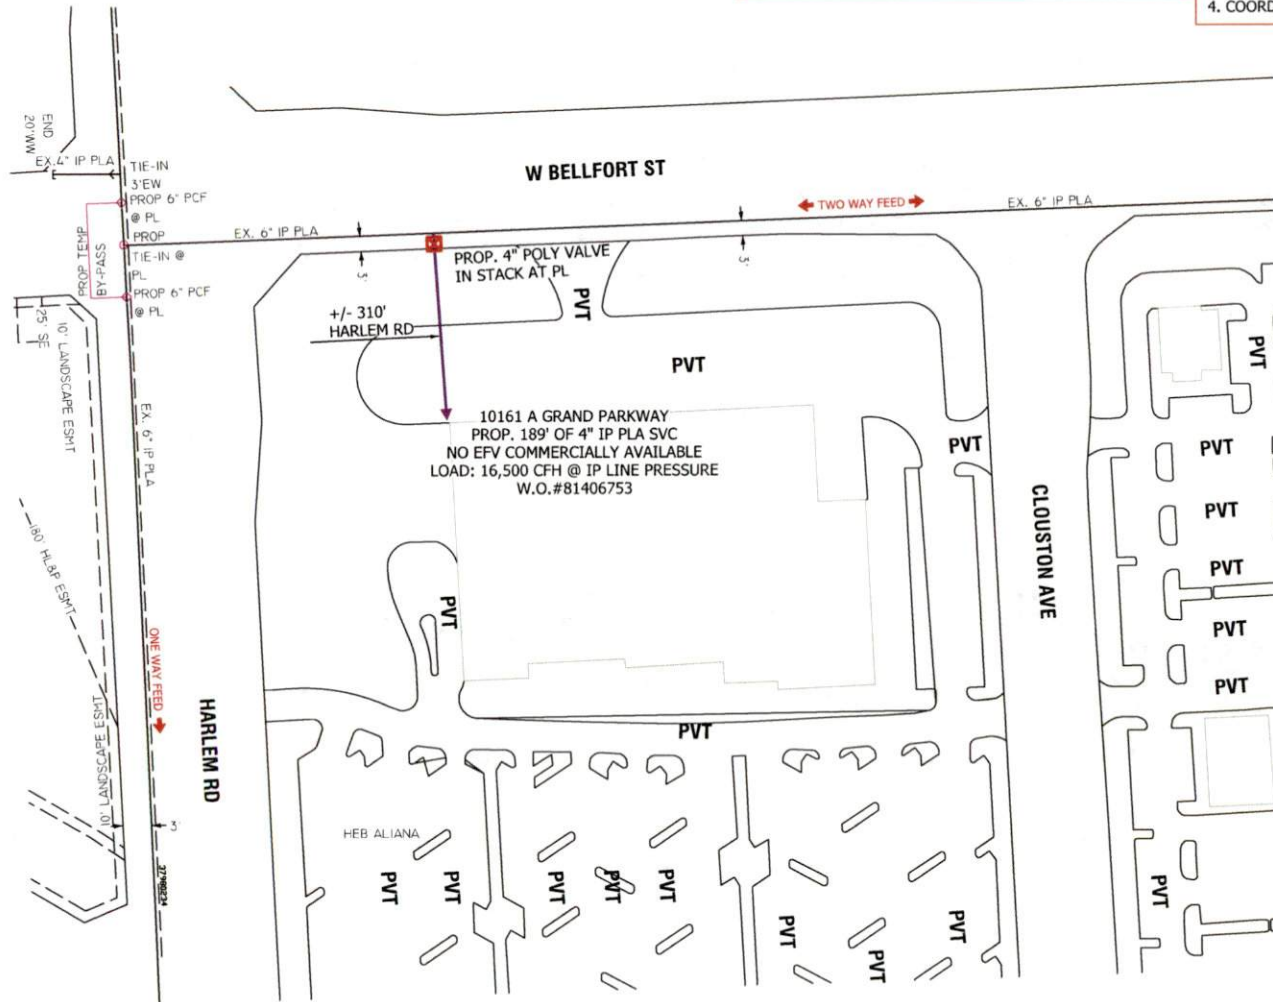 4. COORD
END
20'WW
EX.4" IP PLA
TIE-IN
3'EW
PROP 6" PCF
@ PL
PROP
TIE-IN @
PL
PROP 6" PCF
@ PL
PROP TEMP
BY-PASS
W BELLFORT ST
EX. 6" IP PLA
TWO WAY FEED
EX. 6" IP PLA
PROP. 4" POLY VALVE
IN STACK AT PL
PVT
+/- 310'
HARLEM RD
PVT
PVT
25' SE
10' LANDSCAPE ESMT
EX. 6" IP PLA
10161 A GRAND PARKWAY
PROP. 189' OF 4" IP PLA SVC
NO EFV COMMERCIALLY AVAILABLE
LOAD: 16,500 CFH @ IP LINE PRESSURE
W.O.#81406753
PVT
PVT
PVT
CLOUSTON AVE
180' HL&P ESMT
PVT
PVT
PVT
PVT
ONE WAY FEED
10' LANDSCAPE ESMT
HARLEM RD
PVT
3'
HEB ALIANA
PVT
PVT
PVT
PVT
PVT
PVT
PVT
PVT
PVT